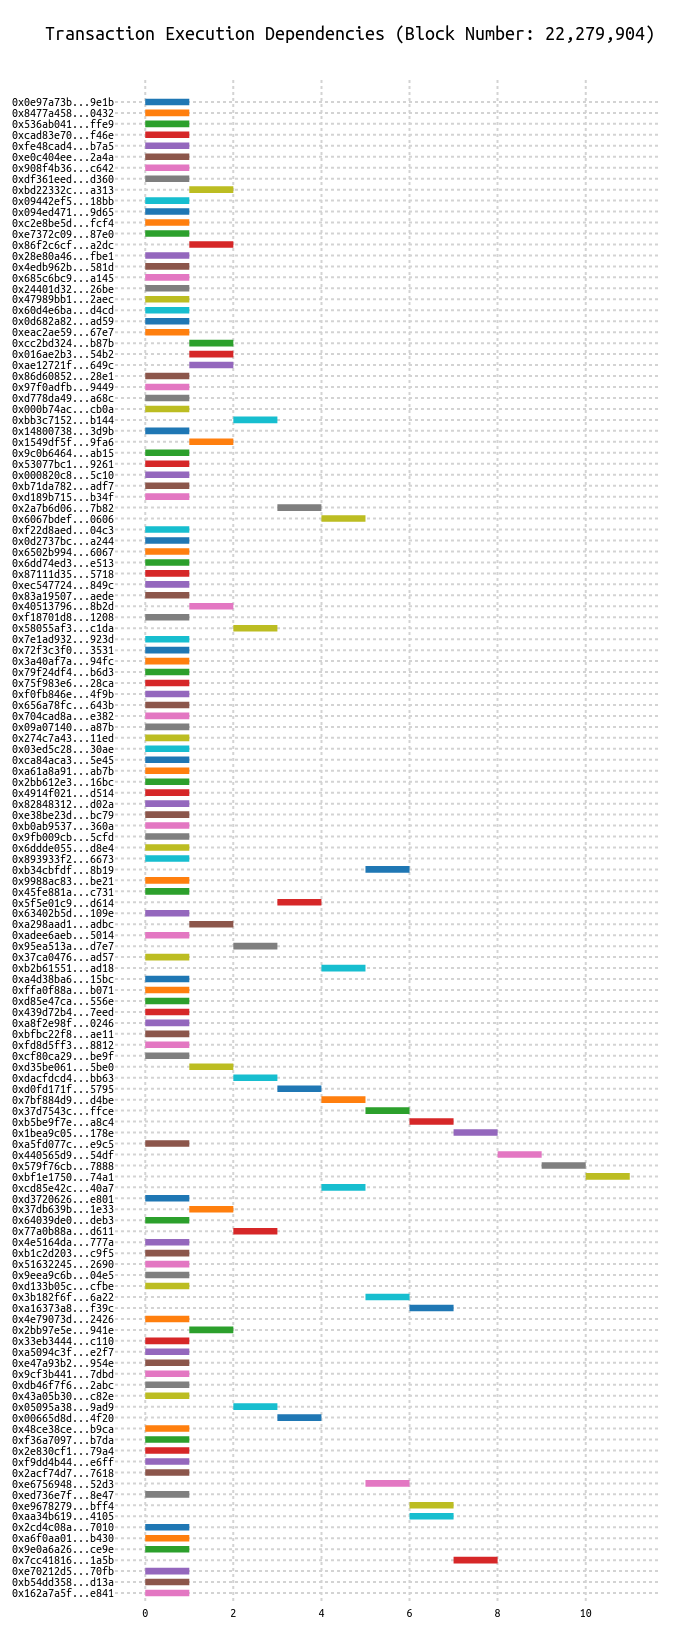 Transaction Execution Dependencies (Block Number: 22,279,904)
0x0e97a73b...9e1b
0x8477a458...0432
0x536ab041...ffe9
0xcad83e70...f46e
0xfe48cad4...b7a5
0xe0c404ee...2a4a
0x908f4b36...c642
0xdf361eed...d360
0xbd22332c...a313
0x09442ef5...18bb
0x094ed471...9d65
0xc2e8be5d...fcf4
0xe7372c09...87e0
0x86f2c6cf...a2dc
0x28e80a46...fbe1
0x4edb962b...581d
0x685c6bc9...a145
0x24401d32...26be
0x47989bb1...2aec
0x60d4e6ba...d4cd
0x0d682a82...ad59
0xeac2ae59...67e7
0xcc2bd324...b87b
0x016ae2b3...54b2
0xae12721f...649c
0x86d60852...28e1
0x97f0adfb...9449
0xd778da49...a68c
0x000b74ac...cb0a
0xbb3c7152...b144
0x14800738...3d9b
0x1549df5f...9fa6
0x9c0b6464...ab15
0x53077bc1...9261
0x000820c8...5c10
0xb71da782...adf7
0xd189b715...b34f
0x2a7b6d06...7b82
0x6067bdef...0606
0xf22d8aed...04c3
0x0d2737bc...a244
0x6502b994...6067
0x6dd74ed3...e513
0x87111d35...5718
0xec547724...849c
0x83a19507...aede
0x40513796...8b2d
0xf18701d8...1208
0x58055af3...c1da
0x7e1ad932...923d
0x72f3c3f0...3531
0x3a40af7a...94fc
0x79f24df4...b6d3
0x75f983e6...28ca
0xf0fb846e...4f9b
0x656a78fc...643b
0x704cad8a...e382
0x09a07140...a87b
0x274c7a43...11ed
0x03ed5c28...30ae
0xca84aca3...5e45
0xa61a8a91...ab7b
0x2bb612e3...16bc
0x4914f021...d514
0x82848312...d02a
0xe38be23d...bc79
0xb0ab9537...360a
0x9fb009cb...5cfd
0x6ddde055...d8e4
0x893933f2...6673
0xb34cbfdf...8b19
0x9988ac83...be21
0x45fe881a...c731
0x5f5e01c9...d614
0x63402b5d...109e
0xa298aad1...adbc
0xadee6aeb...5014
0x95ea513a...d7e7
0x37ca0476...ad57
0xb2b61551...ad18
0xa4d38ba6...15bc
0xffa0f88a...b071
0xd85e47ca...556e
0x439d72b4...7eed
0xa8f2e98f...0246
0xbfbc22f8...ae11
0xfd8d5ff3...8812
0xcf80ca29...be9f
0xd35be061...5be0
0xdacfdcd4...bb63
0xd0fd171f...5795
0x7bf884d9...d4be
0x37d7543c...ffce
0xb5be9f7e...a8c4
0x1bea9c05...178e
0xa5fd077c...e9c5
0x440565d9...54df
0x579f76cb...7888
0xbf1e1750...74a1
0xcd85e42c...40a7
0xd3720626...e801
0x37db639b...1e33
0x64039de0...deb3
0x77a0b88a...d611
0x4e5164da...777a
0xb1c2d203...c9f5
0x51632245...2690
0x9eea9c6b...04e5
0xd133b05c...cfbe
0x3b182f6f...6a22
0xa16373a8...f39c
0x4e79073d...2426
0x2bb97e5e...941e
0x33eb3444...c110
0xa5094c3f...e2f7
0xe47a93b2...954e
0x9cf3b441...7dbd
0xdb46f7f6...2abc
0x43a05b30...c82e
0x05095a38...9ad9
0x00665d8d...4f20
0x48ce38ce...b9ca
0xf36a7097...b7da
0x2e830cf1...79a4
0xf9dd4b44...e6ff
0x2acf74d7...7618
0xe6756948...52d3
0xed736e7f...8e47
0xe9678279...bff4
0xaa34b619...4105
0x2cd4c08a...7010
0xa6f0aa01...b430
0x9e0a6a26...ce9e
0x7cc41816...1a5b
0xe70212d5...70fb
0xb54dd358...d13a
0x162a7a5f...e841
0 2 4 6 8 10